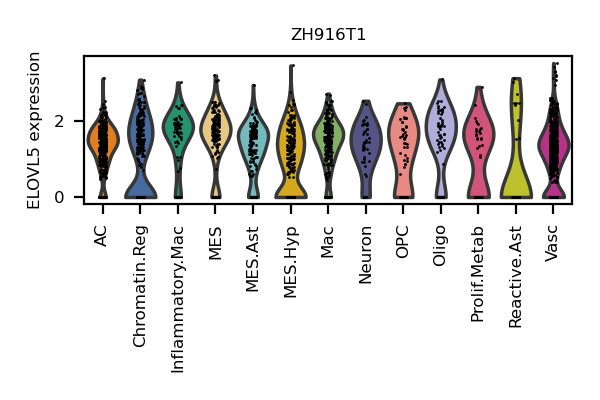 ZH916T1
ELOVL5 expression
2
0
AC
Chromatin.Reg
Inflammatory.Mac
MES
MES.Ast
MES.Hyp
Mac
Neuron
OPC
Oligo
Prolif.Metab
Reactive.Ast
Vasc